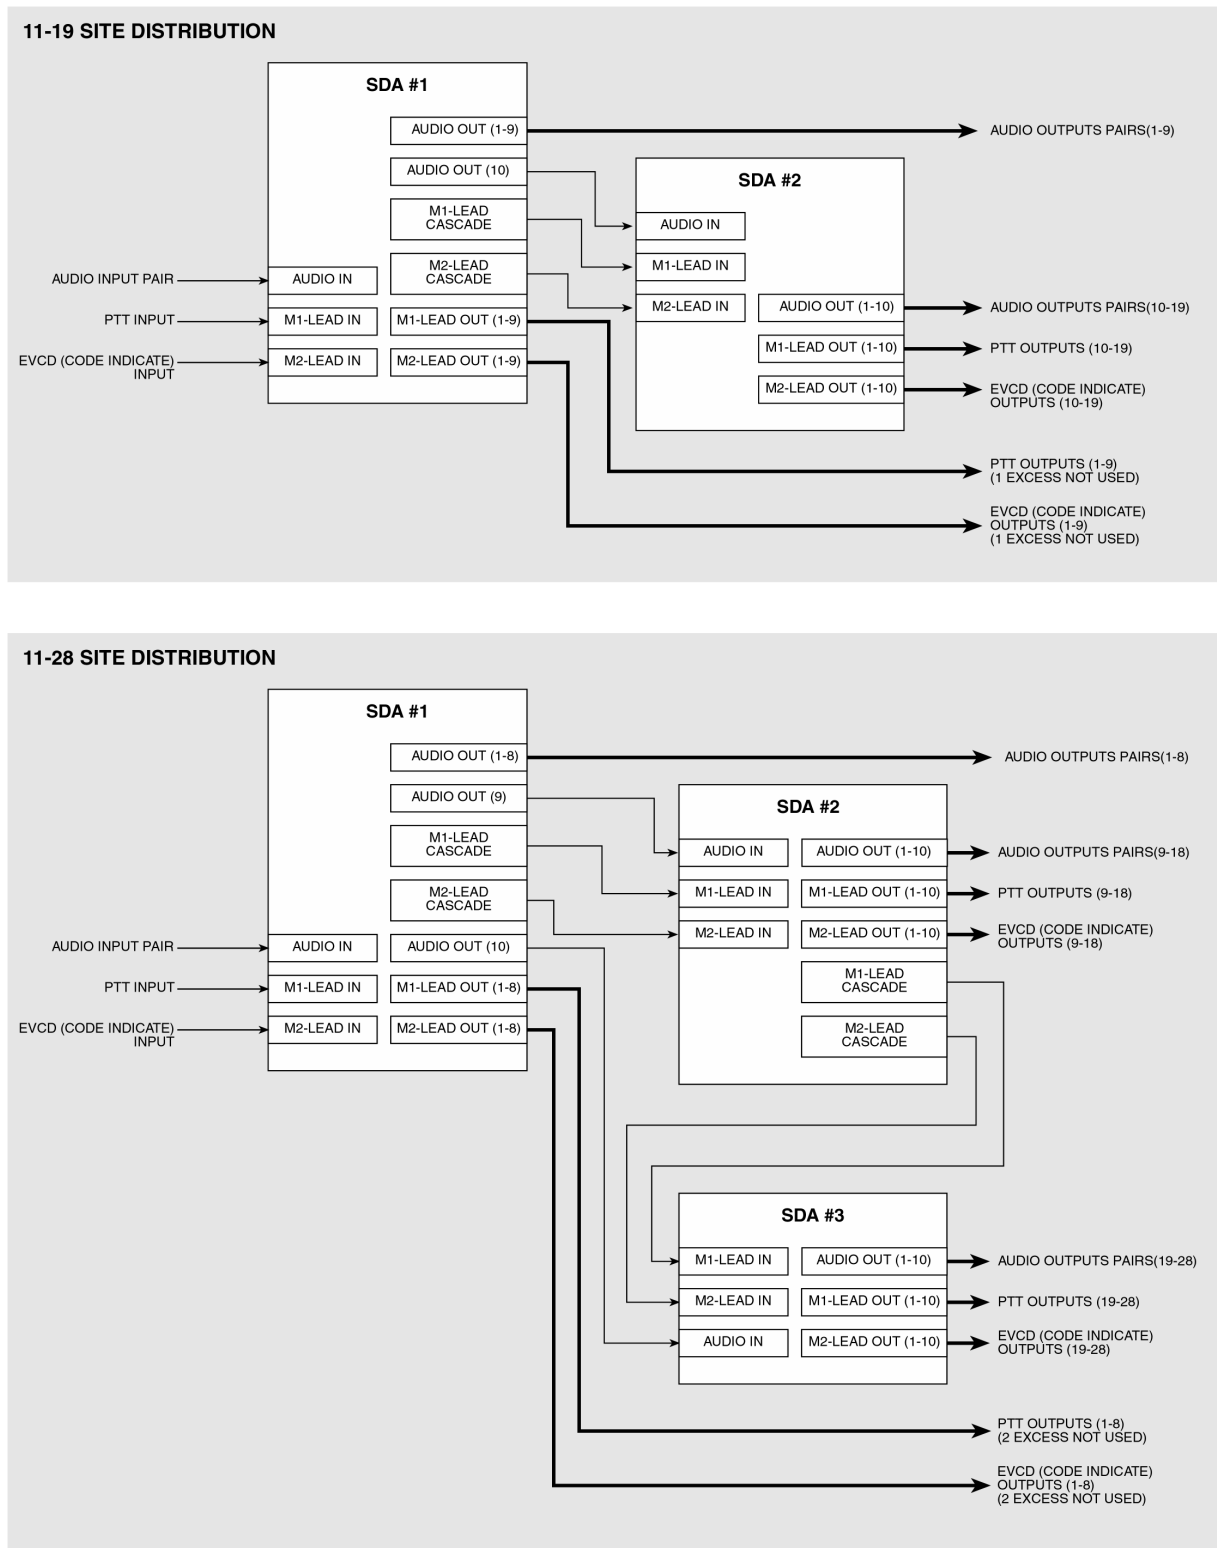 11-19 SITE DISTRIBUTION
SDA #1
AUDIO OUT (1-9)
AUDIO OUTPUTS PAIRS(1-9)
AUDIO OUT (10)
SDA #2
M1-LEAD
CASCADE
AUDIO IN
M2-LEAD
CASCADE
M1-LEAD IN
AUDIO INPUT PAIR
AUDIO IN
M2-LEAD IN
AUDIO OUT (1-10)
AUDIO OUTPUTS PAIRS(10-19)
PTT INPUT
M1-LEAD IN
M1-LEAD OUT (1-9)
M1-LEAD OUT (1-10)
PTT OUTPUTS (10-19)
EVCD (CODE INDICATE)
INPUT
M2-LEAD IN
M2-LEAD OUT (1-9)
M2-LEAD OUT (1-10)
EVCD (CODE INDICATE)
OUTPUTS (10-19)
PTT OUTPUTS (1-9)
(1 EXCESS NOT USED)
EVCD (CODE INDICATE)
OUTPUTS (1-9)
(1 EXCESS NOT USED)
11-28 SITE DISTRIBUTION
SDA #1
AUDIO OUT (1-8)
AUDIO OUTPUTS PAIRS(1-8)
AUDIO OUT (9)
SDA #2
M1-LEAD
CASCADE
AUDIO IN
AUDIO OUT (1-10)
AUDIO OUTPUTS PAIRS(9-18)
M2-LEAD
CASCADE
M1-LEAD IN
M1-LEAD OUT (1-10)
PTT OUTPUTS (9-18)
AUDIO INPUT PAIR
AUDIO IN
AUDIO OUT (10)
M2-LEAD IN
M2-LEAD OUT (1-10)
EVCD (CODE INDICATE)
OUTPUTS (9-18)
PTT INPUT
M1-LEAD IN
M1-LEAD OUT (1-8)
M1-LEAD
CASCADE
EVCD (CODE INDICATE)
INPUT
M2-LEAD IN
M2-LEAD OUT (1-8)
M2-LEAD
CASCADE
SDA #3
M1-LEAD IN
AUDIO OUT (1-10)
AUDIO OUTPUTS PAIRS(19-28)
M2-LEAD IN
M1-LEAD OUT (1-10)
PTT OUTPUTS (19-28)
AUDIO IN
M2-LEAD OUT (1-10)
EVCD (CODE INDICATE)
OUTPUTS (19-28)
PTT OUTPUTS (1-8)
(2 EXCESS NOT USED)
EVCD (CODE INDICATE)
OUTPUTS (1-8)
(2 EXCESS NOT USED)